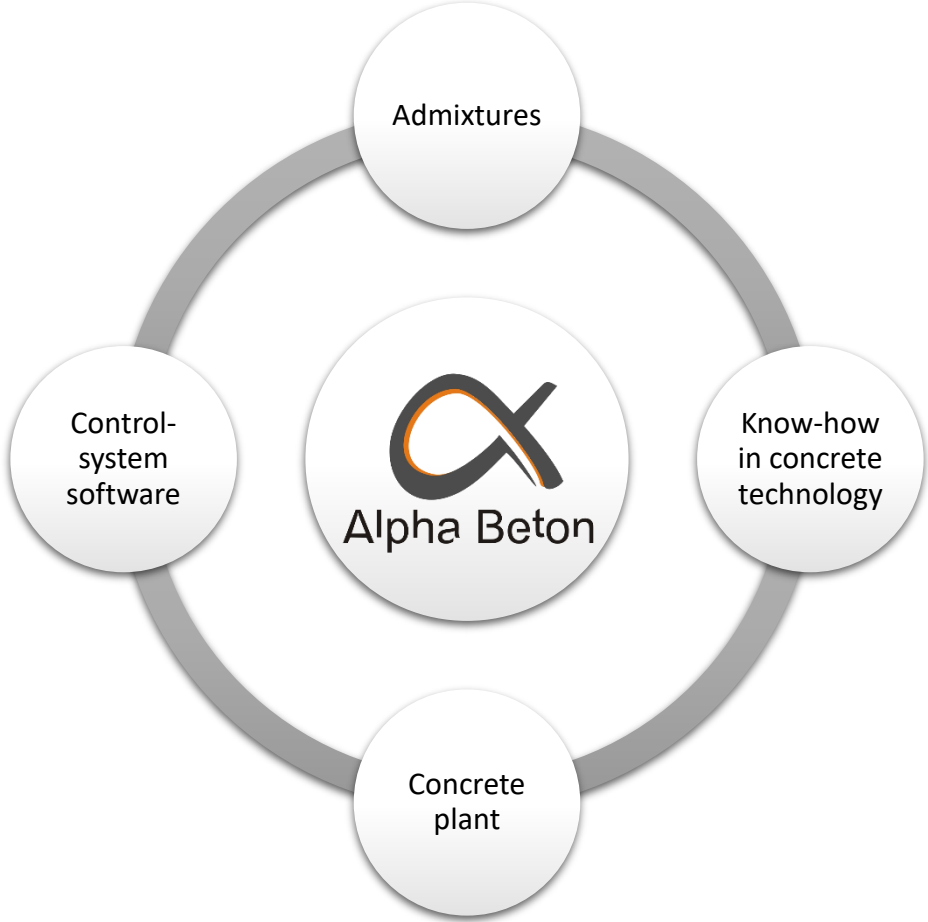 Admixtures
Control-
system
software
Alpha Beton
Know-how
in concrete
technology
Concrete
plant